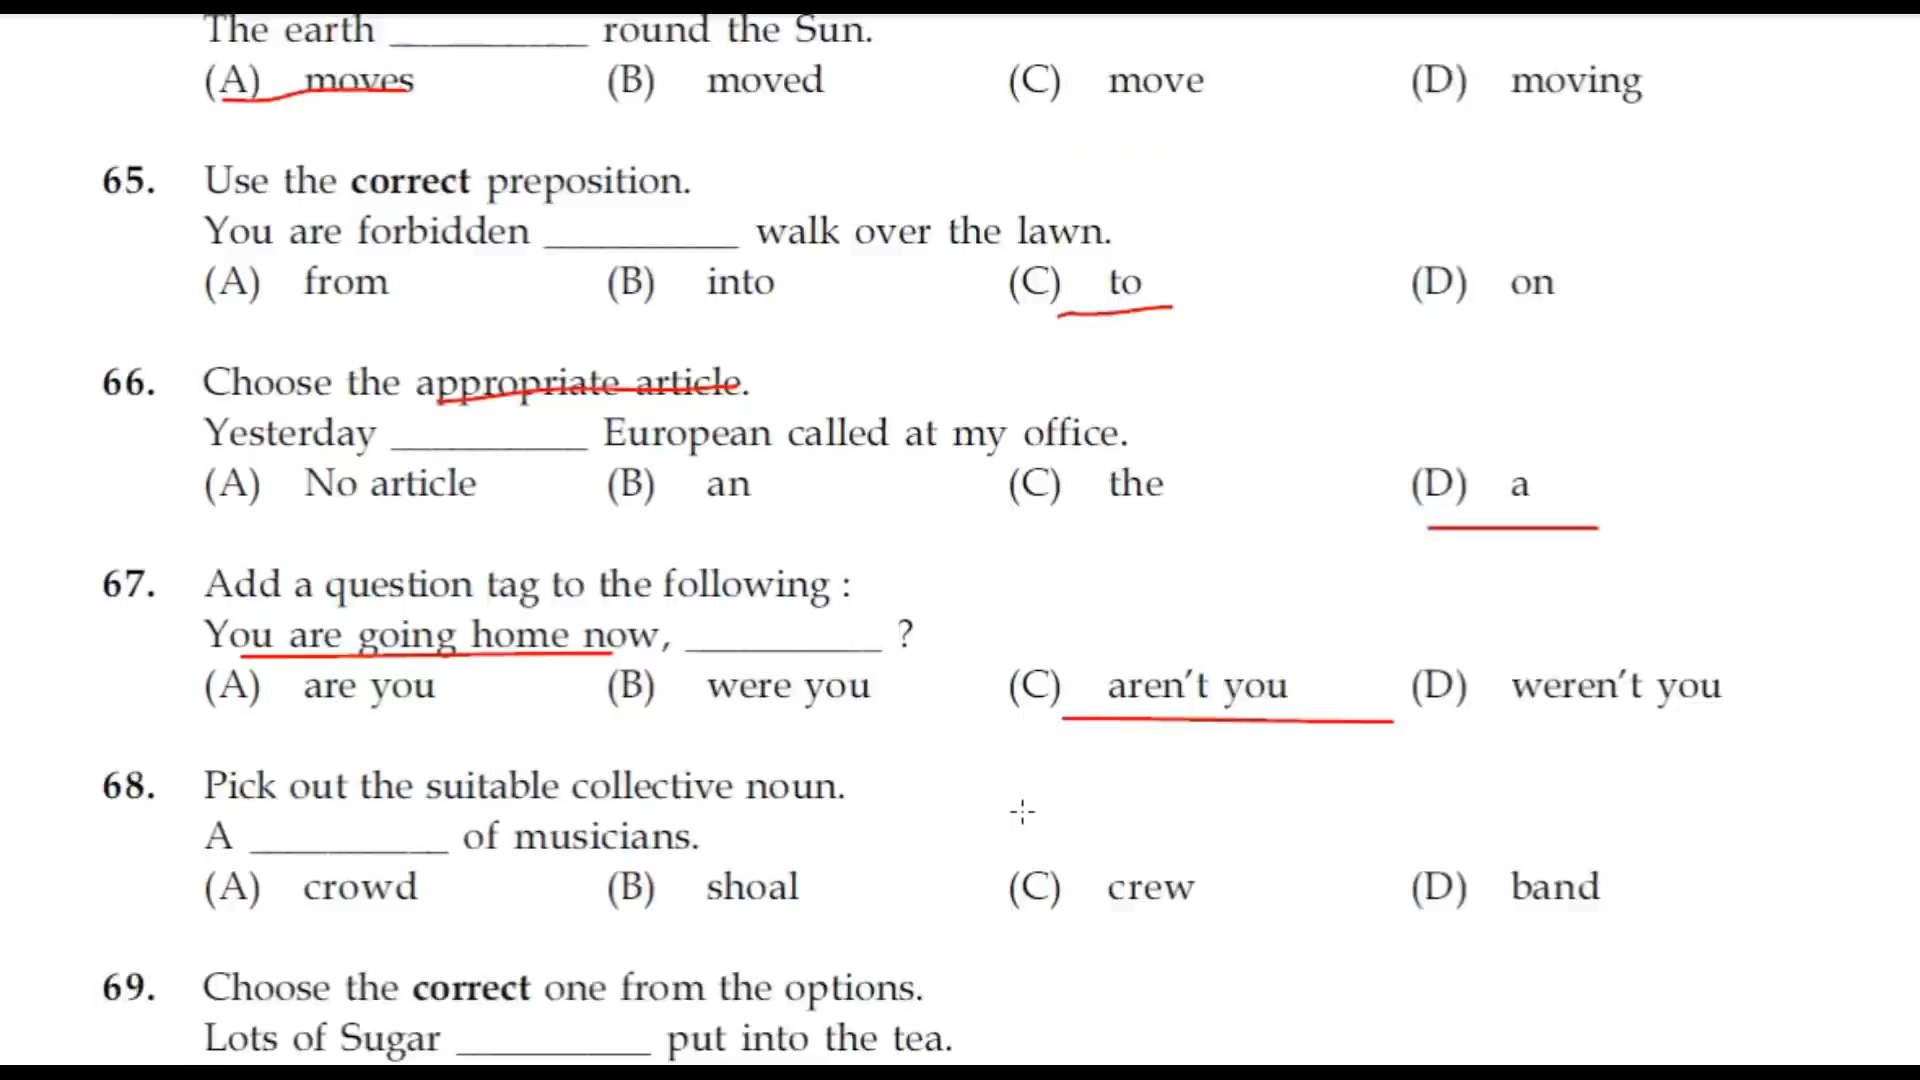 The earth __________ round the Sun.
(A) moves (B) moved (C) move (D) moving
65. Use the correct preposition.
You are forbidden __________ walk over the lawn.
(A) from (B) into (C) to (D) on
66. Choose the appropriate article.
Yesterday __________ European called at my office.
(A) No article (B) an (C) the (D) a
67. Add a question tag to the following :
You are going home now, __________ ?
(A) are you (B) were you (C) aren't you (D) weren't you
68. Pick out the suitable collective noun.
A __________ of musicians.
(A) crowd (B) shoal (C) crew (D) band
69. Choose the correct one from the options.
Lots of Sugar __________ put into the tea.